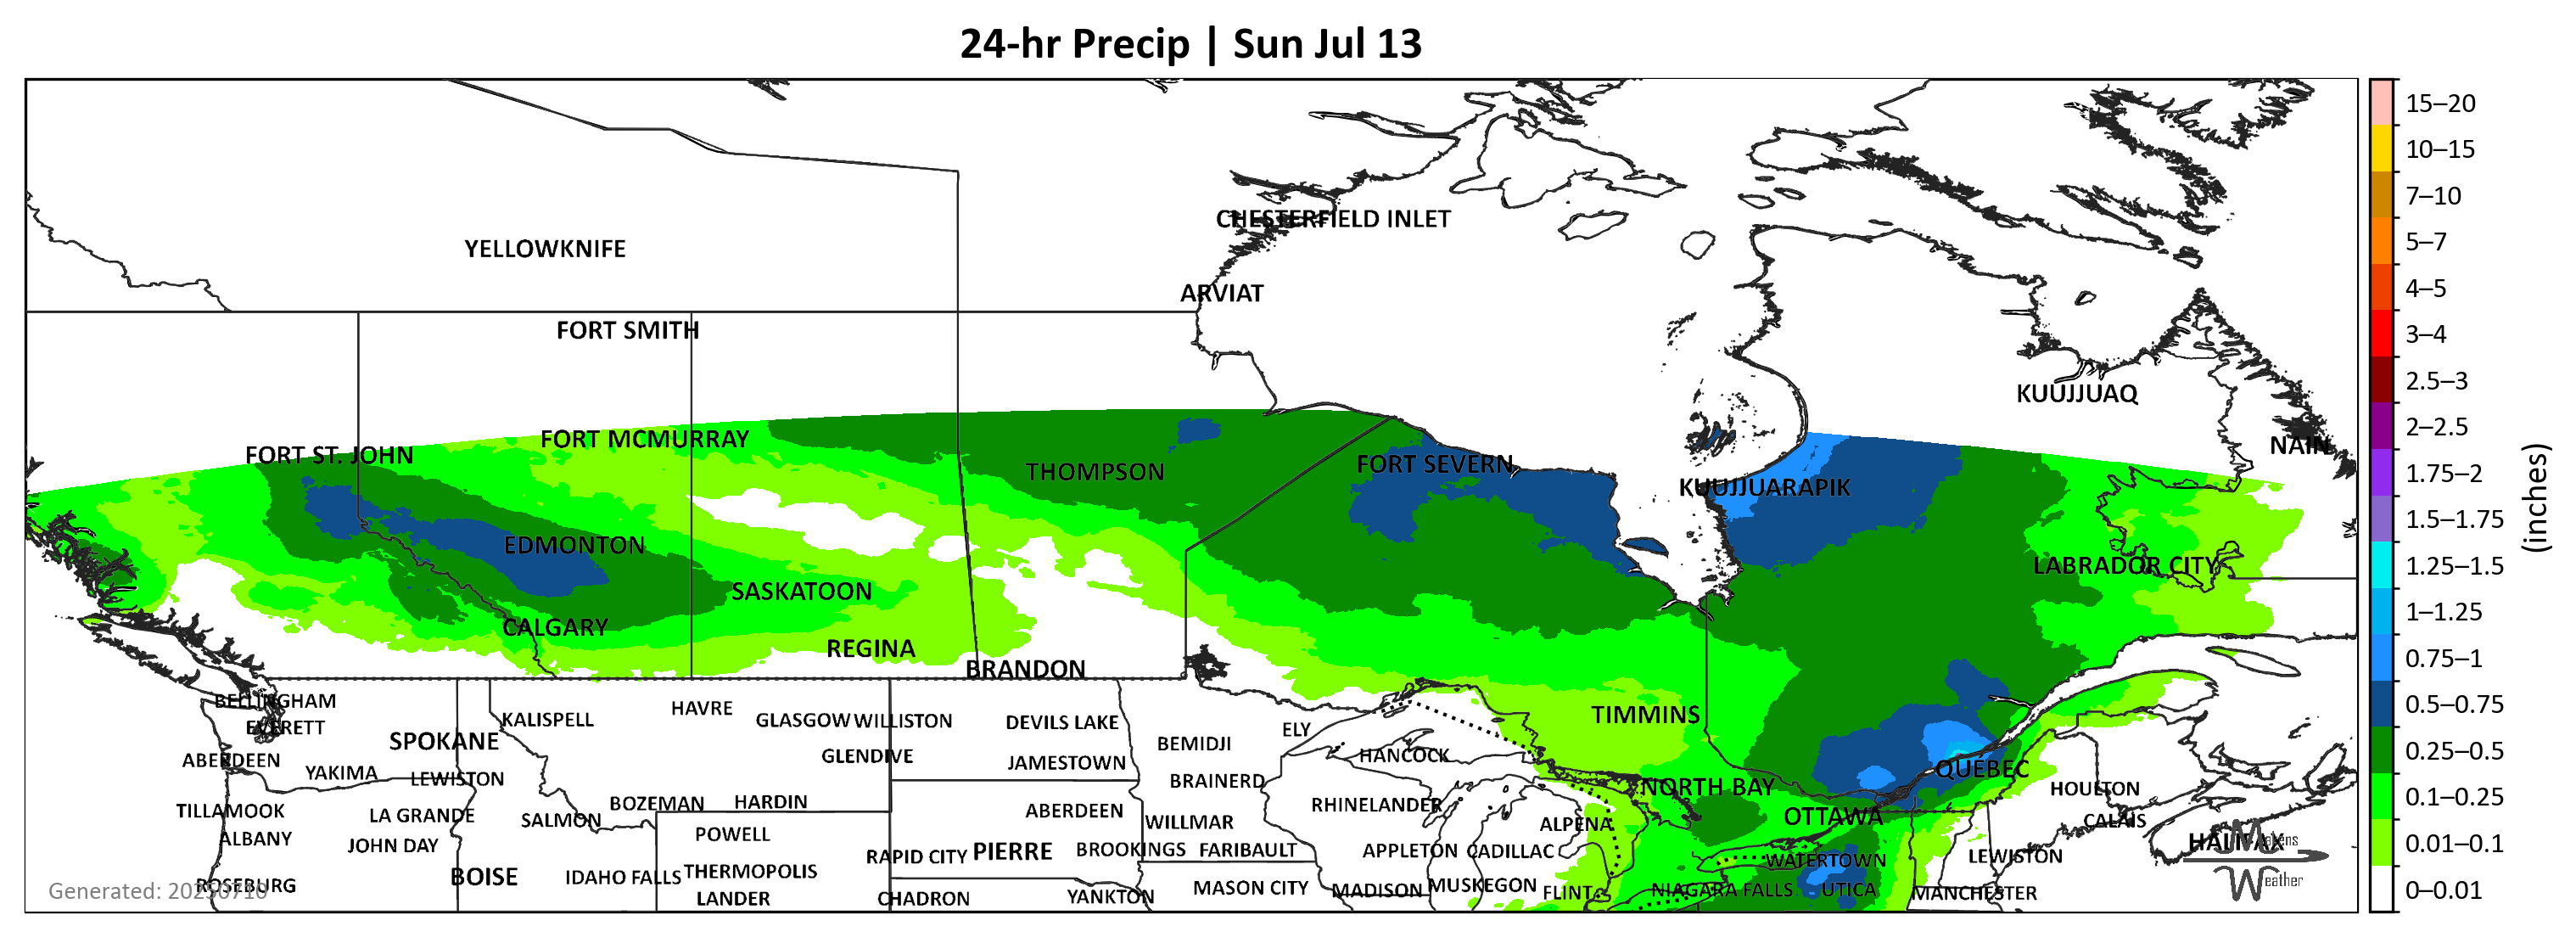 24-hr Precip | Sun Jul 13
15–20
10–15
7–10
5–7
4–5
3–4
2.5–3
2–2.5
1.75–2
1.5–1.75
1.25–1.5
1–1.25
0.75–1
0.5–0.75
0.25–0.5
0.1–0.25
0.01–0.1
0–0.01
(inches)
CHESTERFIELD INLET
YELLOWKNIFE
ARVIAT
FORT SMITH
KUUJJUAQ
FORT MCMURRAY
NAIN
FORT ST. JOHN
FORT SEVERN
THOMPSON
KUUJJUARAPIK
EDMONTON
LABRADOR CITY
SASKATOON
CALGARY
REGINA
BRANDON
BELLINGHAM
KALISPELL
HAVRE
GLASGOW
WILLISTON
DEVILS LAKE
TIMMINS
EVERETT
ELY
SPOKANE
BEMIDJI
ABERDEEN
GLENDIVE
JAMESTOWN
HANCOCK
QUEBEC
YAKIMA
LEWISTON
BRAINERD
NORTH BAY
HOULTON
BOZEMAN
HARDIN
RHINELANDER
TILLAMOOK
LA GRANDE
SALMON
ABERDEEN
WILLMAR
ALPENA
OTTAWA
CALAIS
ALBANY
JOHN DAY
POWELL
HALIFAX
Matens
RAPID CITY
PIERRE
BROOKINGS
FARIBAULT
APPLETON
CADILLAC
WATERTOWN
LEWISTON
BOISE
IDAHO FALLS
THERMOPOLIS
Weather
ROSEBURG
Generated: 20250710
LANDER
CHADRON
YANKTON
MASON CITY
MADISON
MUSKEGON
FLINT
NIAGARA FALLS
UTICA
MANCHESTER